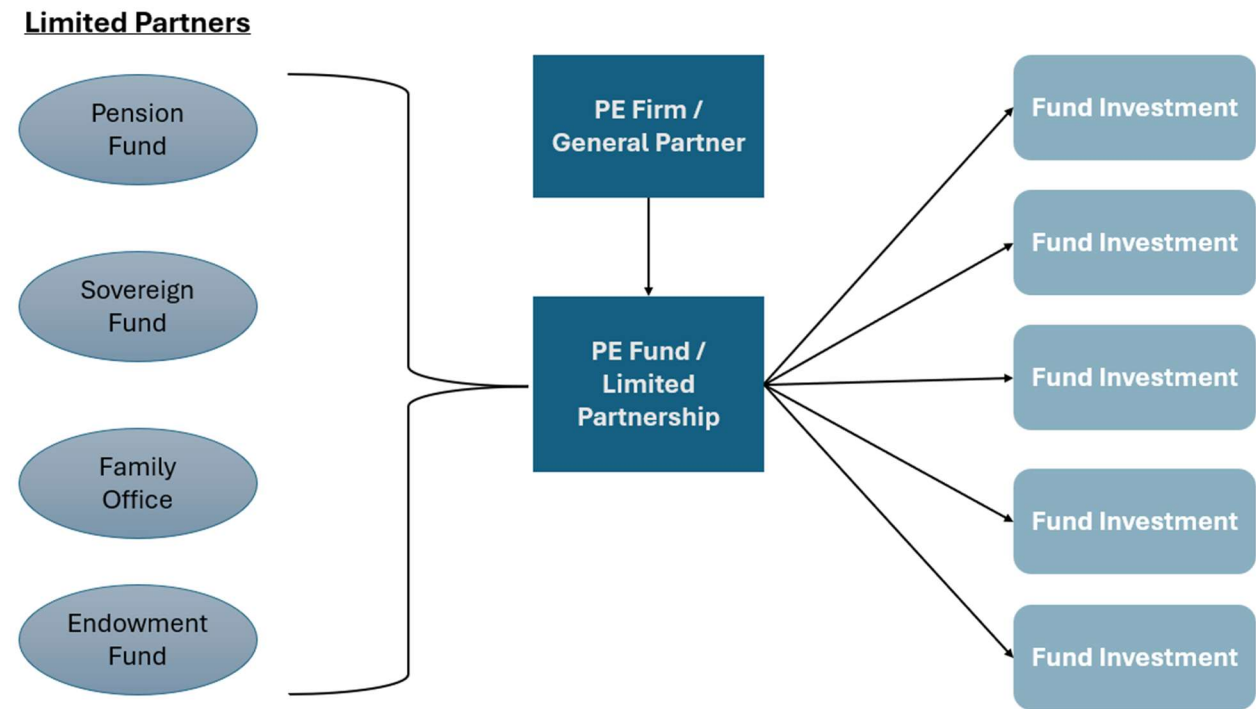 Limited Partners
Pension
Fund
Sovereign
Fund
Family
Office
Endowment
Fund
PE Firm /
General Partner
PE Fund /
Limited
Partnership
Fund Investment
Fund Investment
Fund Investment
Fund Investment
Fund Investment